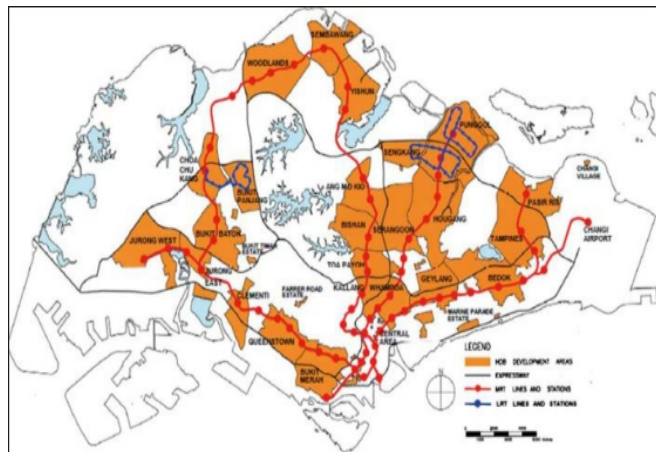 SEMBAWANG
WOODLANDS
YISHUN
PUNGGOL
SENGKANG
CHOA
CHU
KANG
BUKIT
PANJANG
ANG MO KIO
CHANGI
VILLAGE
PASIR RIS
HOUGANG
SERANGOON
BISHAN
BUKIT BATOK
JURONG WEST
BUKIT TIMAH
ESTATE
TAMPINES
CHANGI
AIRPORT
TOA PAYOH
JURONG
EAST
GEYLANG
BEDOK
KALLANG
WHAMPOA
FARRER ROAD
ESTATE
CLEMENTI
MARINE PARADE
ESTATE
CENTRAL
AREA
QUEENSTOWN
BUKIT
MERAH
LEGEND
HDB DEVELOPMENT AREAS
EXPRESSWAY
MRT LINES AND STATIONS
LRT LINES AND STATIONS